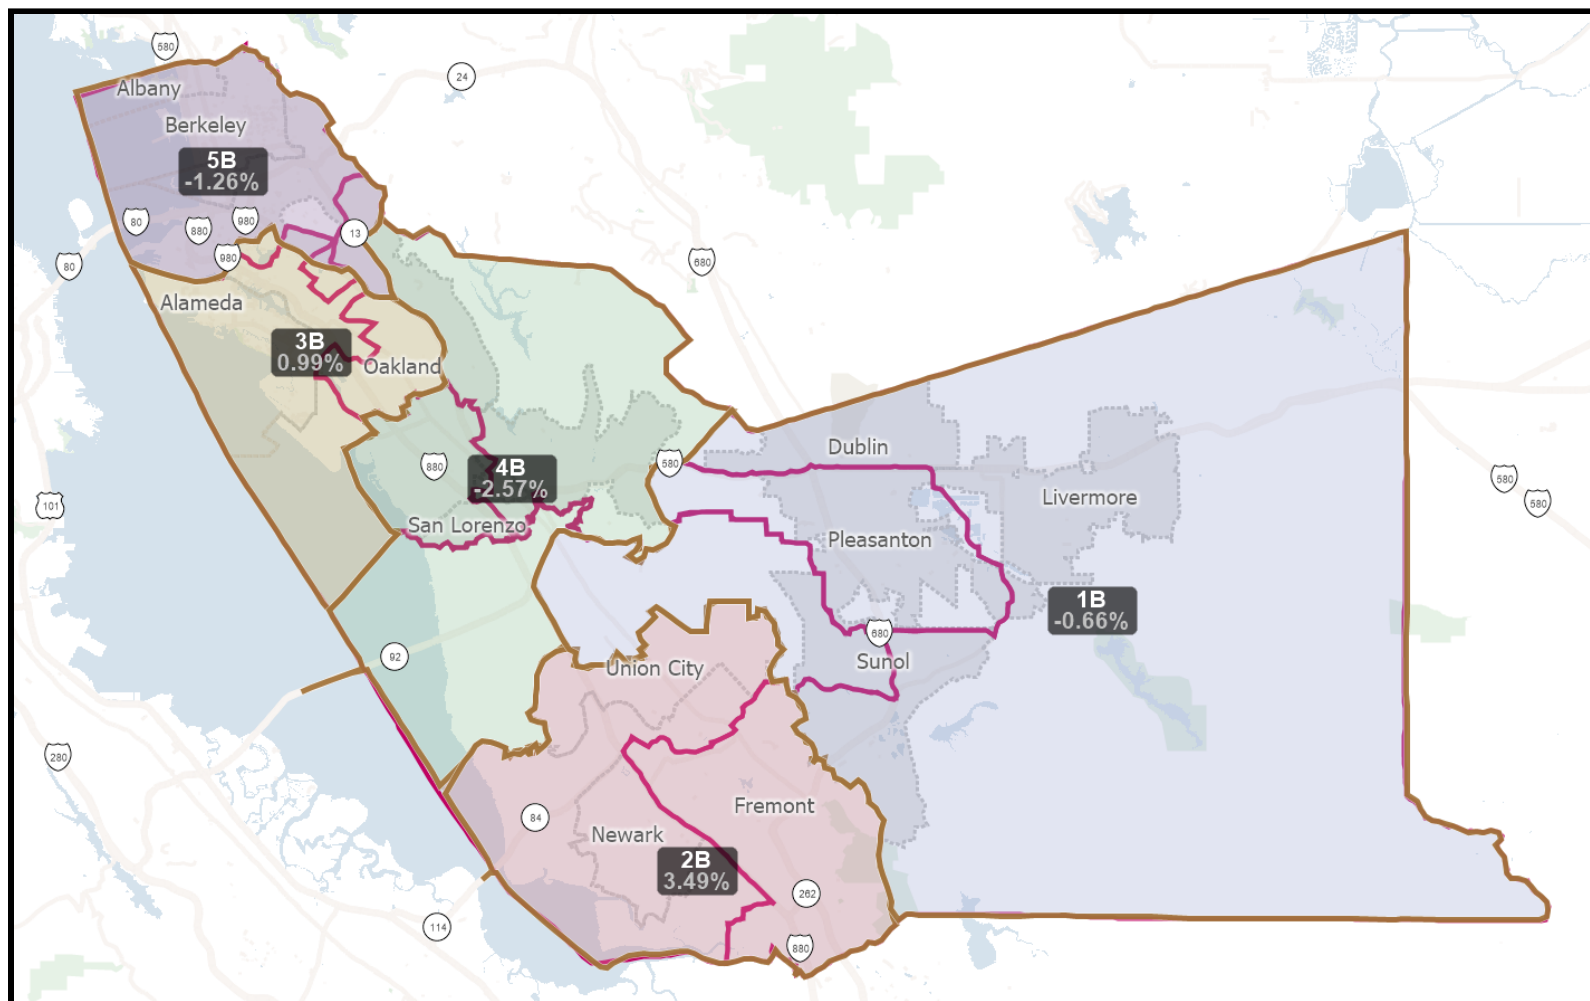 580
24
Albany
Berkeley
5B
-1.26%
80
880
980
13
980
80
680
Alameda
3B
0.99%
Oakland
Dublin
580
880
4B
-2.57%
Livermore
580
580
101
San Lorenzo
Pleasanton
1B
-0.66%
680
92
Union City
Sunol
280
84
Fremont
Newark
2B
3.49%
262
114
880